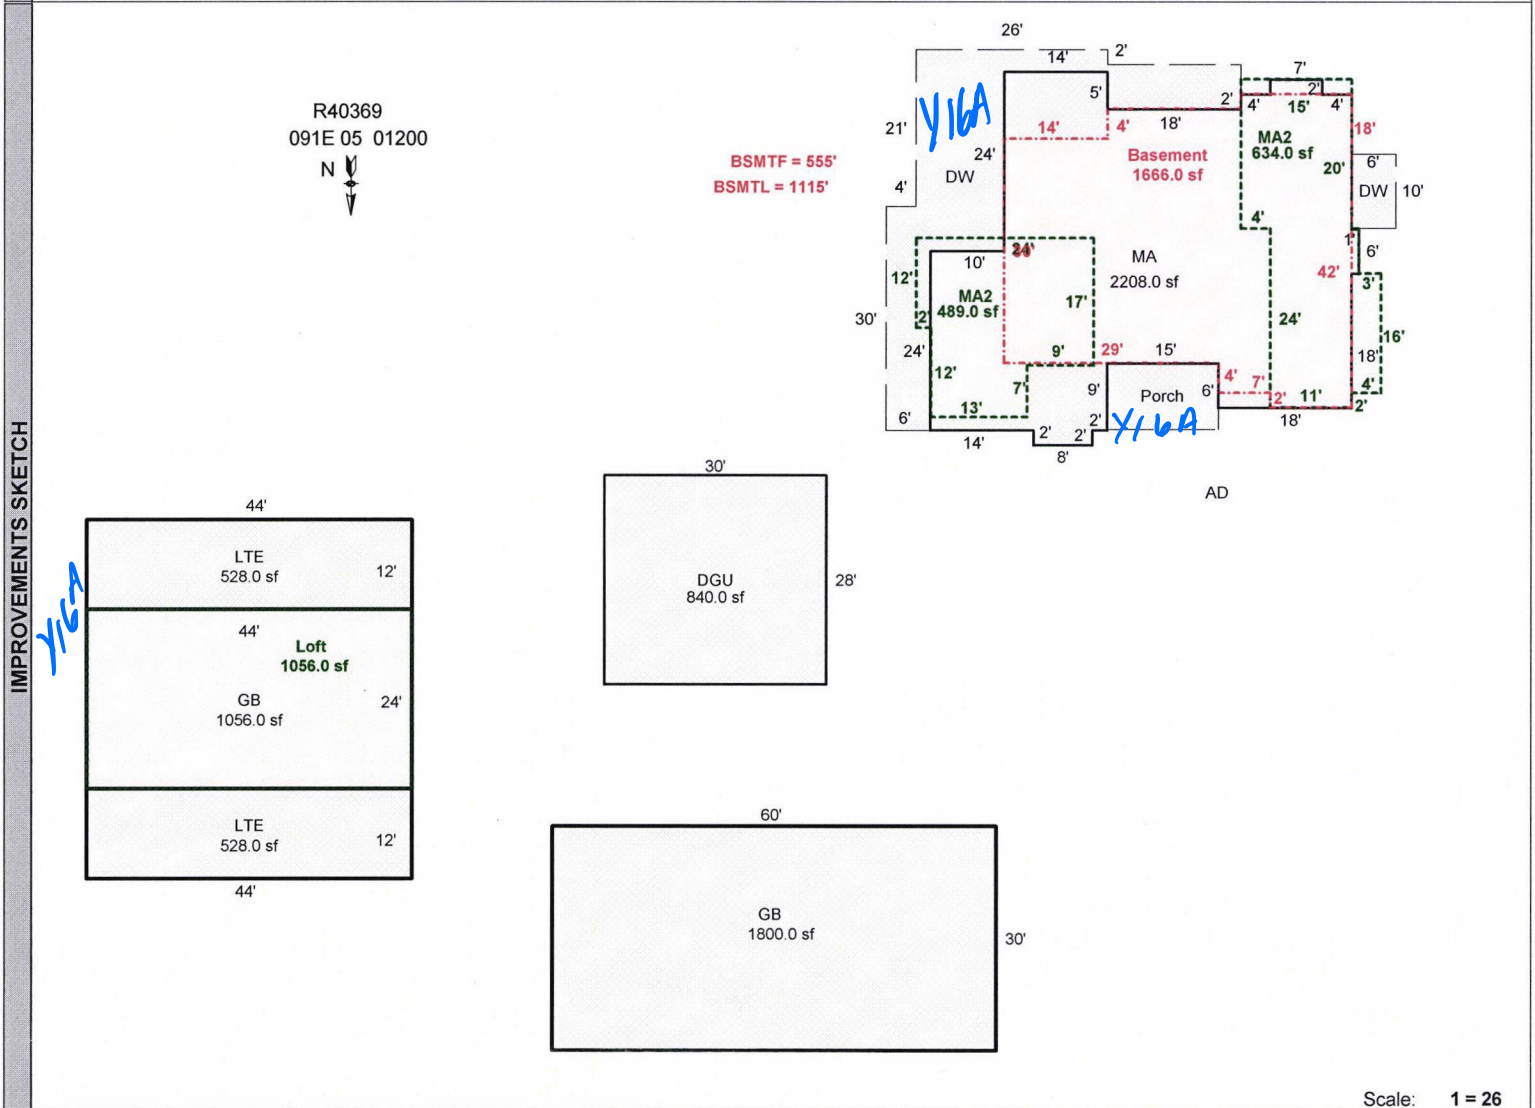 IMPROVEMENTS SKETCH
R40369
091E 05 01200
N
BSMTF = 555'
BSMTL = 1115'
26'
14'
2'
5'
21'
Y16A
14'
4'
24'
18'
2'
4'
DW
7'
2'
4'
15'
4'
18'
MA2
634.0 sf
20'
6'
DW
10'
Basement
1666.0 sf
4'
1'
6'
10'
12'
MA2
489.0 sf
2'
17'
MA
2208.0 sf
42'
3'
30'
24'
24'
16'
18'
9'
29'
15'
12'
7'
9'
4'
7'
2'
11'
4'
2'
13'
Porch
6'
Y16A
6'
14'
2'
2'
2'
8'
18'
AD
44'
LTE
528.0 sf
12'
Y16A
44'
Loft
1056.0 sf
GB
1056.0 sf
24'
LTE
528.0 sf
12'
44'
30'
DGU
840.0 sf
28'
60'
GB
1800.0 sf
30'
Scale: 1 = 26